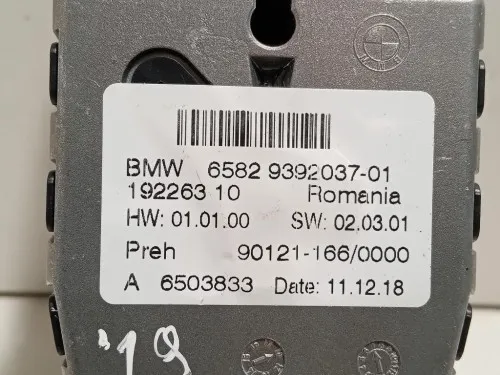 BMW 6582 9392037-01
192263 10 Romania
HW: 01.01.00 SW: 02.03.01
Preh 90121-166/0000
A 6503833 Date: 11.12.18